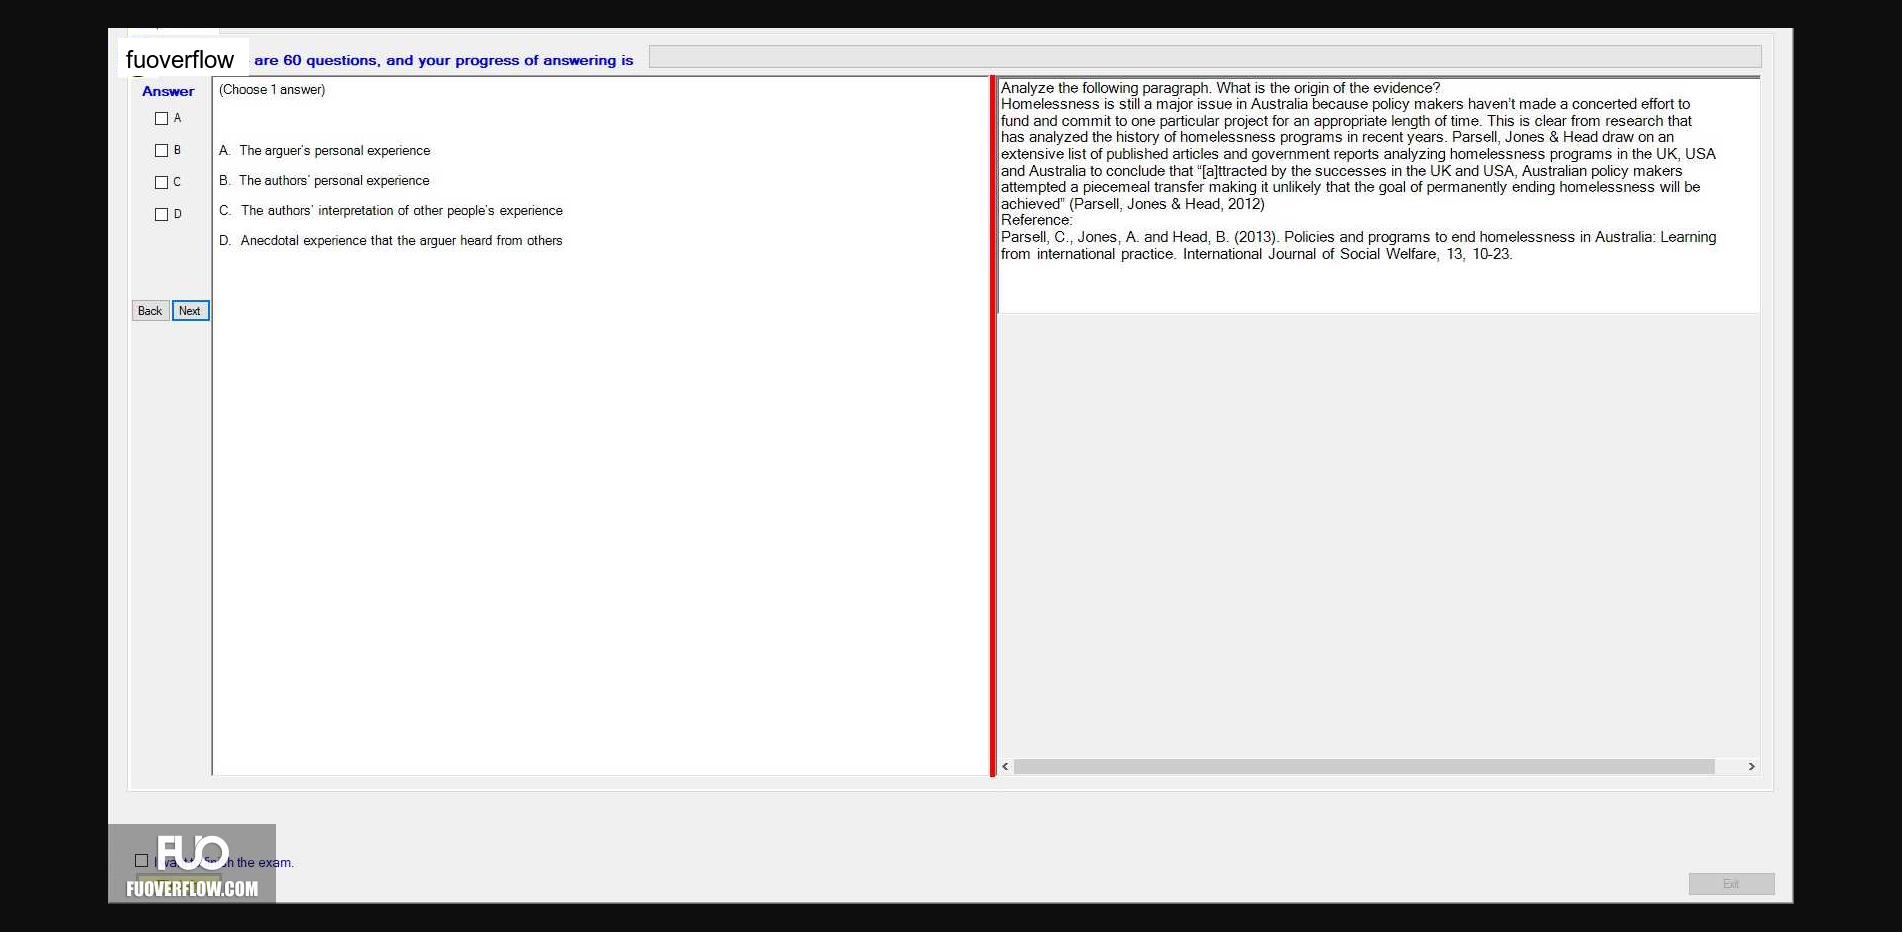 fuoverflow
are 60 questions, and your progress of answering is
Answer
A
B
C
D
Back Next
(Choose 1 answer)
A. The arguer's personal experience
B. The authors' personal experience
C. The authors' interpretation of other people's experience
D. Anecdotal experience that the arguer heard from others
Analyze the following paragraph. What is the origin of the evidence?
Homelessness is still a major issue in Australia because policy makers haven't made a concerted effort to
fund and commit to one particular project for an appropriate length of time. This is clear from research that
has analyzed the history of homelessness programs in recent years. Parsell, Jones & Head draw on an
extensive list of published articles and government reports analyzing homelessness programs in the UK, USA
and Australia to conclude that “[a]ttracted by the successes in the UK and USA, Australian policy makers
attempted a piecemeal transfer making it unlikely that the goal of permanently ending homelessness will be
achieved” (Parsell, Jones & Head, 2012)
Reference:
Parsell, C., Jones, A. and Head, B. (2013). Policies and programs to end homelessness in Australia: Learning
from international practice. International Journal of Social Welfare, 13, 10-23.
I want to finish the exam.
FUO
FUOVERFLOW.COM
Exit